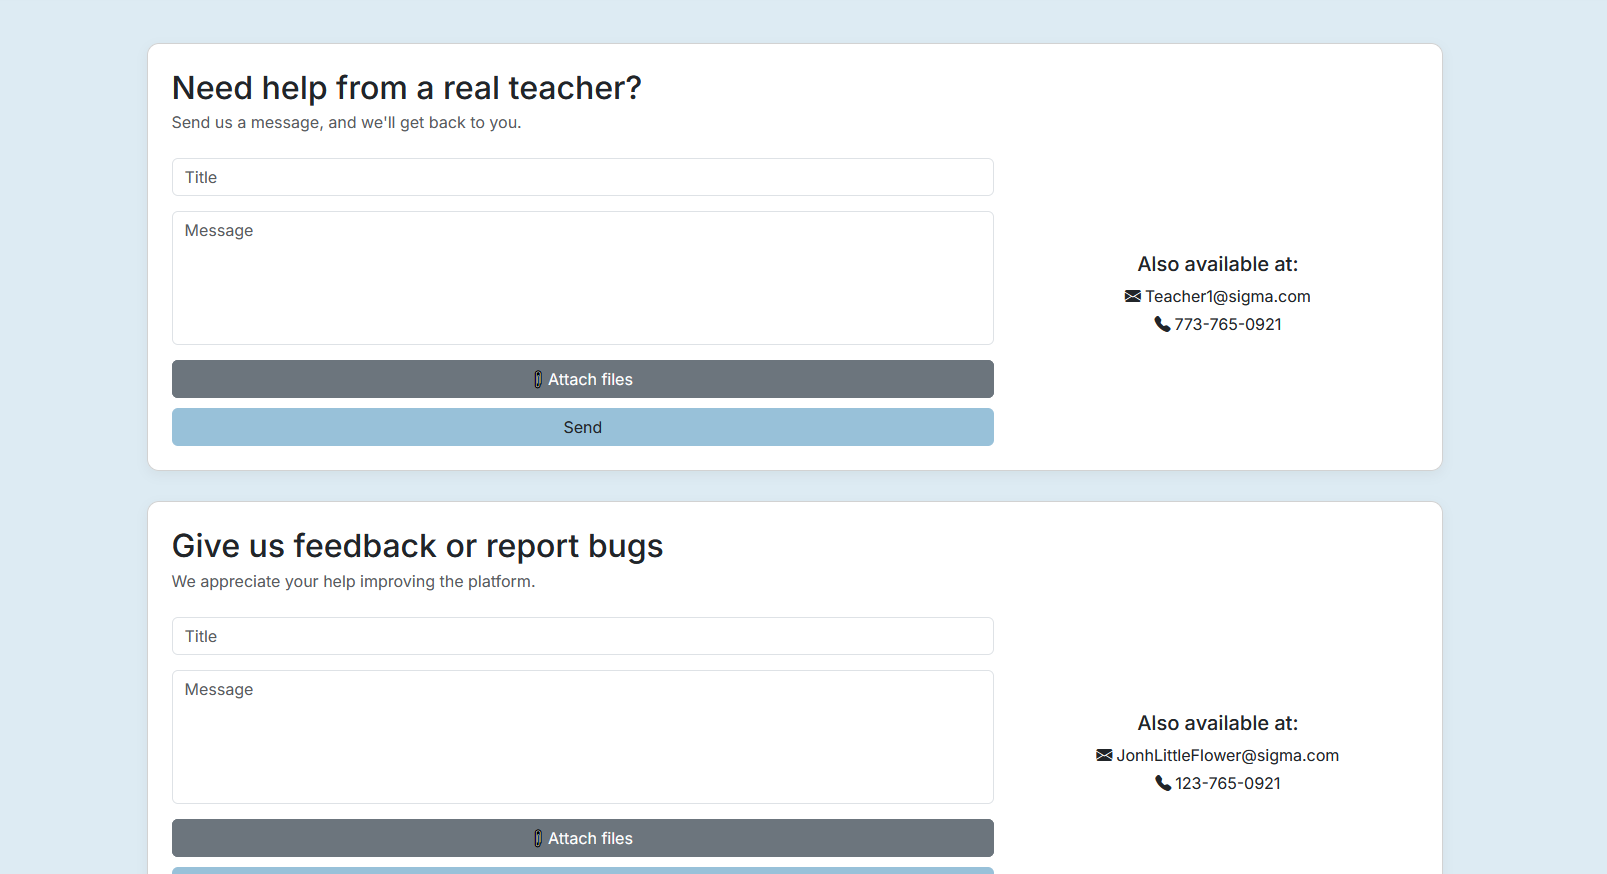 Need help from a real teacher?
Send us a message, and we'll get back to you.
Title
Message
Attach files
Send
Also available at:
Teacher1@sigma.com
773-765-0921
Give us feedback or report bugs
We appreciate your help improving the platform.
Title
Message
Attach files
Also available at:
JonhLittleFlower@sigma.com
123-765-0921